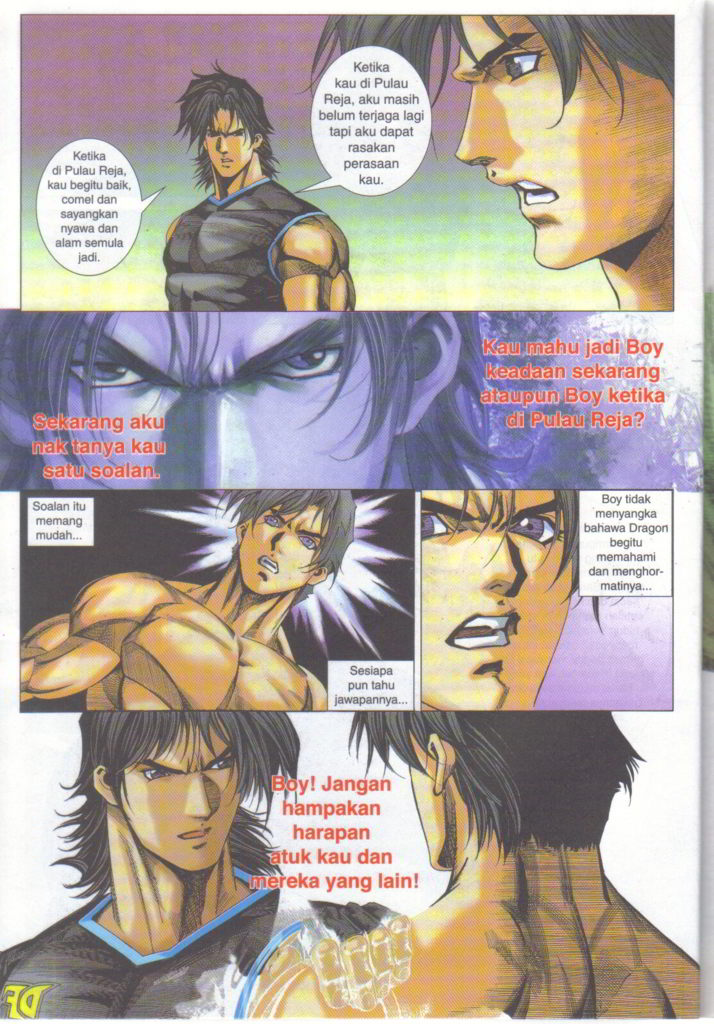 Ketika
kau di Pulau
Reja, aku masih
belum terjaga lagi
tapi aku dapat
rasakan
perasaan
kau.
Ketika
di Pulau Reja,
kau begitu baik,
comel dan
sayangkan
nyawa dan
alam semula
jadi.
Sekarang aku
nak tanya kau
satu soalan.
Kau mahu jadi Boy
keadaan sekarang
ataupun Boy ketika
di Pulau Reja?
Soalan itu
memang
mudah...
Sesiapa
pun tahu
jawapannya...
Boy tidak
menyangka
bahawa Dragon
begitu
memahami
dan menghor-
matinya...
Boy! Jangan
hampakan
harapan
atuk kau dan
mereka yang lain!